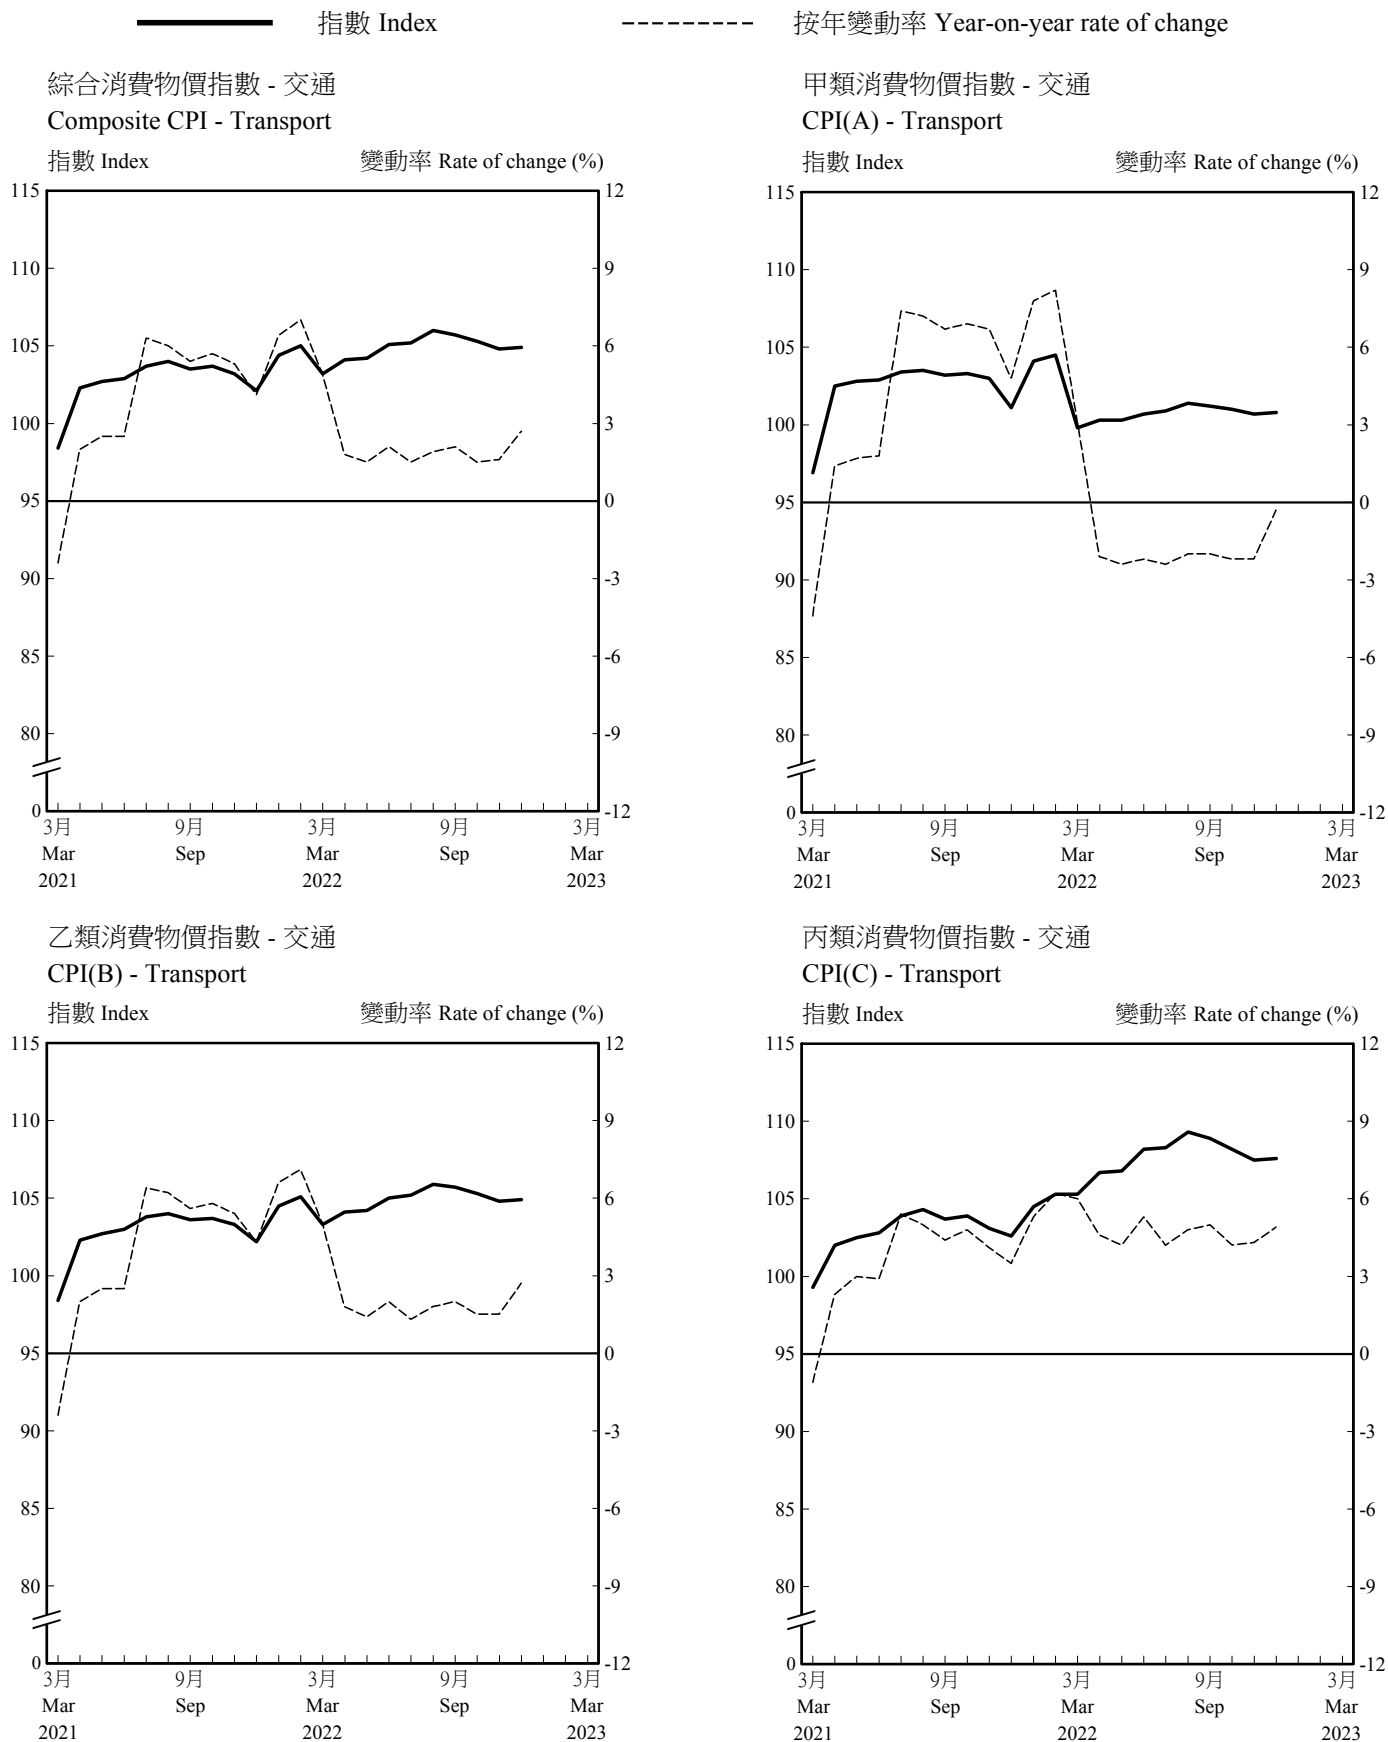 指數 Index
按年變動率 Year-on-year rate of change
綜合消費物價指數 - 交通
Composite CPI - Transport
指數 Index
變動率 Rate of change (%)
115
110
105
100
95
90
85
80
0
12
9
6
3
0
-3
-6
-9
-12
3月 9月 3月 9月 3月
Mar Sep Mar Sep Mar
2021 2022 2023
甲類消費物價指數 - 交通
CPI(A) - Transport
指數 Index
變動率 Rate of change (%)
115
110
105
100
95
90
85
80
0
12
9
6
3
0
-3
-6
-9
-12
3月 9月 3月 9月 3月
Mar Sep Mar Sep Mar
2021 2022 2023
乙類消費物價指數 - 交通
CPI(B) - Transport
指數 Index
變動率 Rate of change (%)
115
110
105
100
95
90
85
80
0
12
9
6
3
0
-3
-6
-9
-12
3月 9月 3月 9月 3月
Mar Sep Mar Sep Mar
2021 2022 2023
丙類消費物價指數 - 交通
CPI(C) - Transport
指數 Index
變動率 Rate of change (%)
115
110
105
100
95
90
85
80
0
12
9
6
3
0
-3
-6
-9
-12
3月 9月 3月 9月 3月
Mar Sep Mar Sep Mar
2021 2022 2023